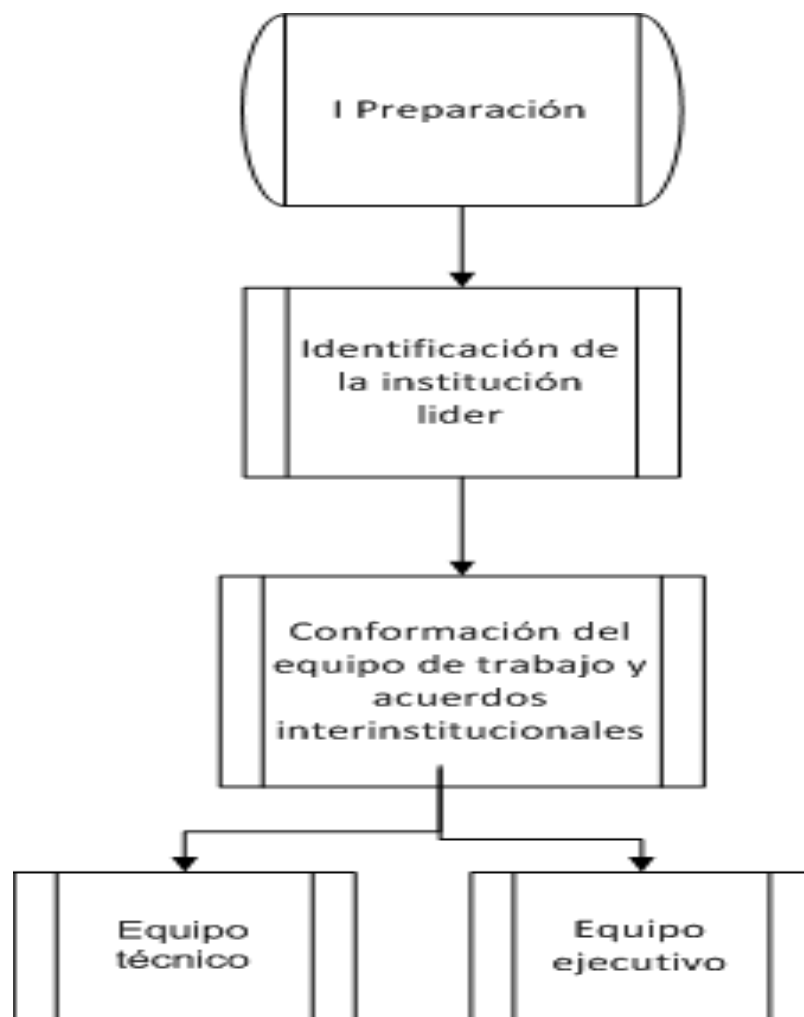 I Preparación
Identificación de
la institución
lider
Conformación del
equipo de trabajo y
acuerdos
interinstitucionales
Equipo
técnico
Equipo
ejecutivo